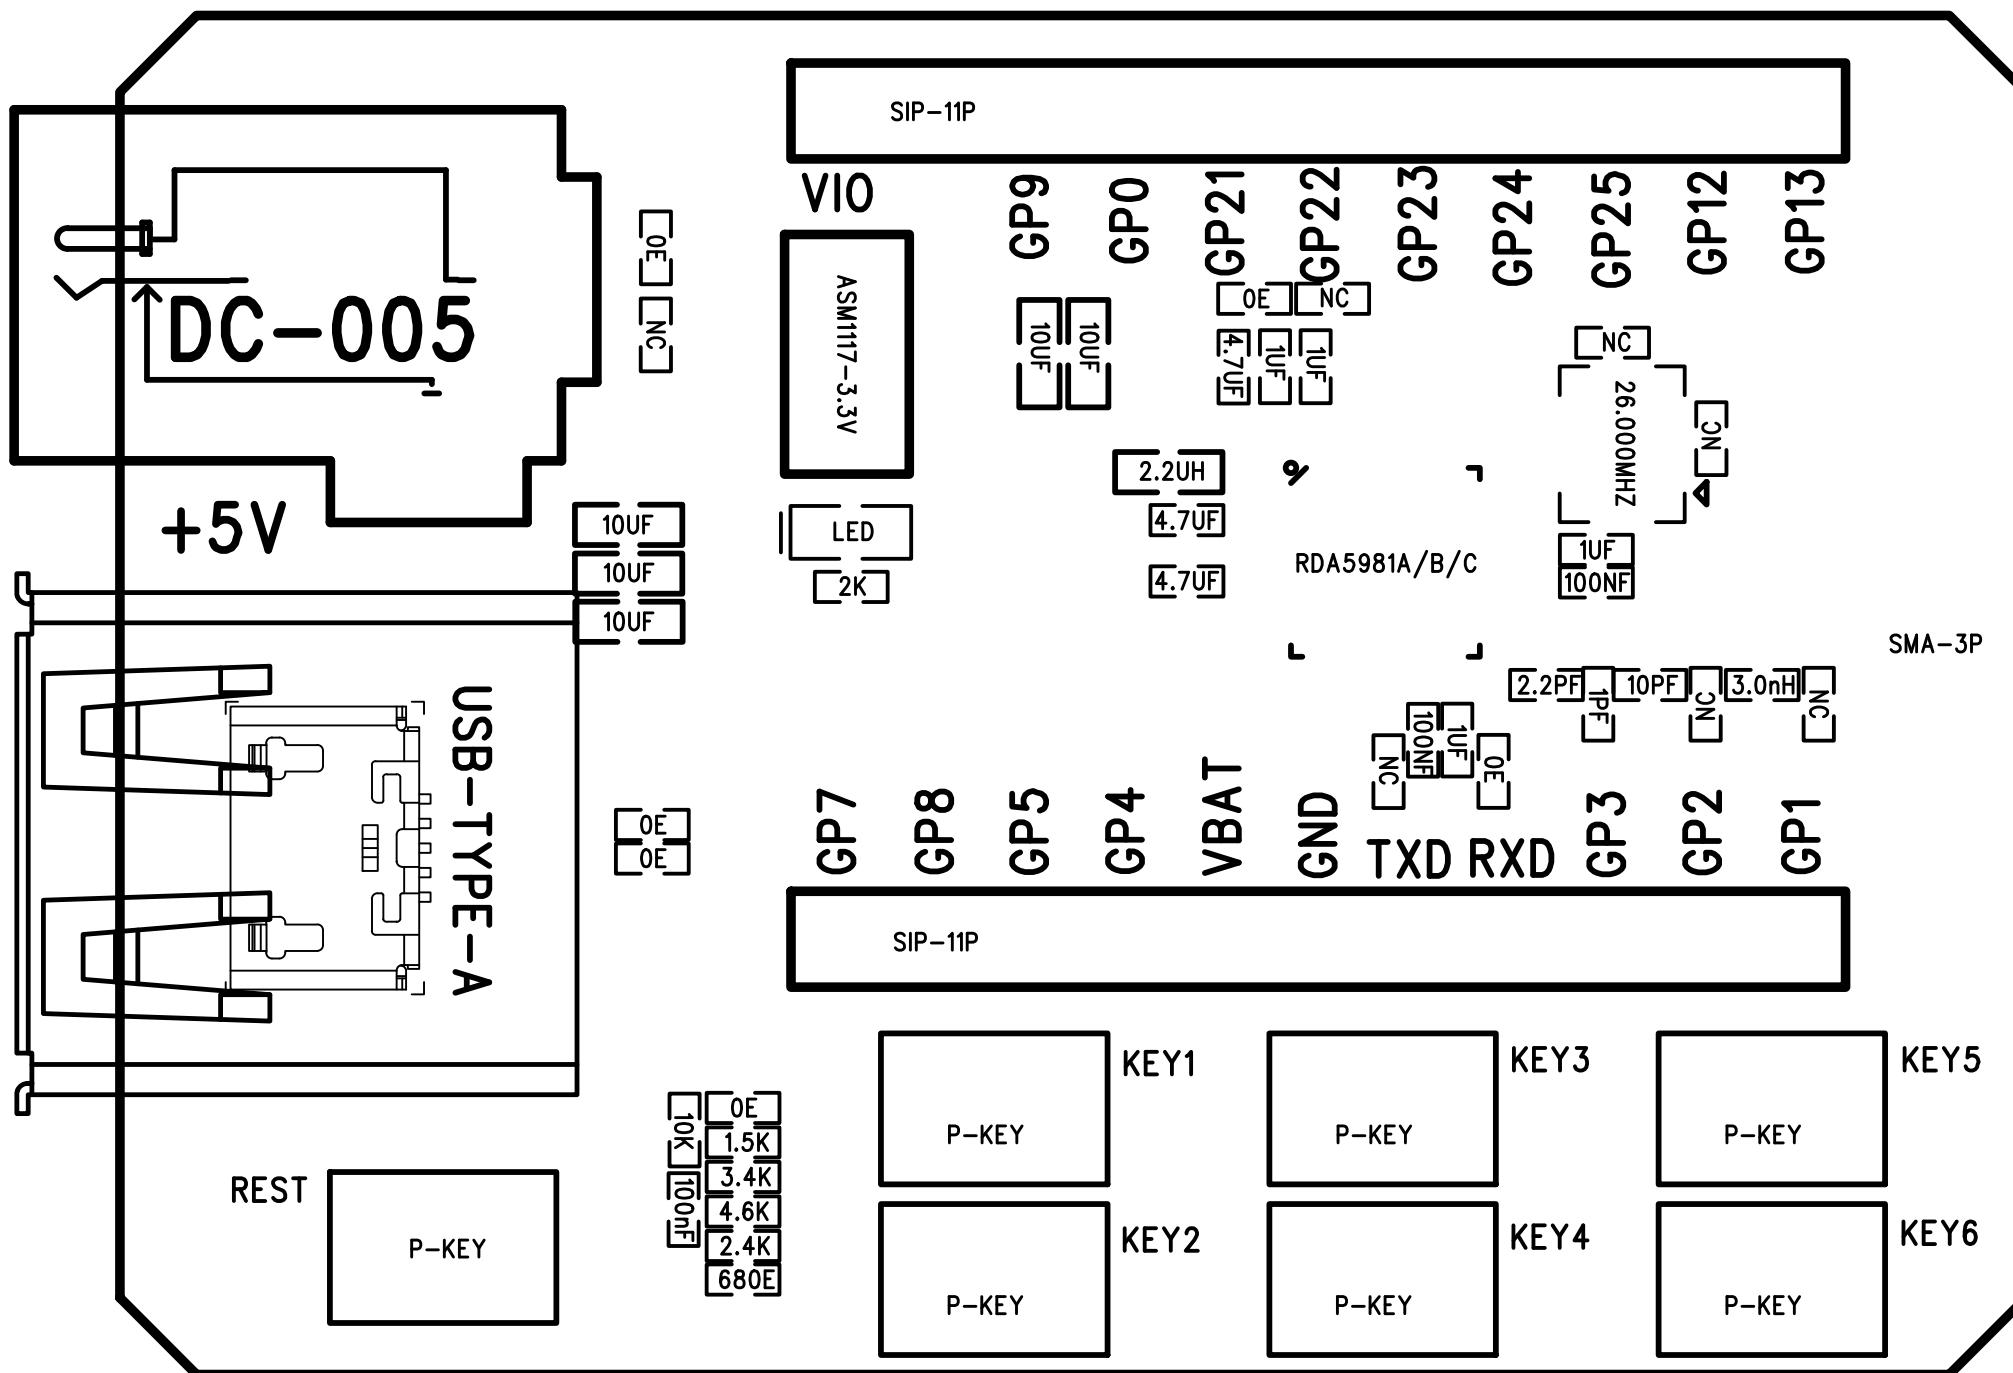 SIP-11P
VIO
GP9
GP0
GP21
GP22
GP23
GP24
GP25
GP12
GP13
0E
NC
DC-005
ASM1117-3.3V
10UF
10UF
0E
NC
4.7UF
1UF
1UF
NC
26.000MHZ
NC
+5V
10UF
10UF
10UF
LED
2K
2.2UH
4.7UF
4.7UF
RDA5981A/B/C
1UF
100NF
SMA-3P
2.2PF
1PF
10PF
NC
3.0nH
NC
USB-TYPE-A
NC
100NF
1UF
0E
0E
0E
GP7
GP8
GP5
GP4
VBAT
GND
TXD
RXD
GP3
GP2
GP1
SIP-11P
KEY1
P-KEY
KEY3
P-KEY
KEY5
P-KEY
10K
100nF
0E
1.5K
3.4K
4.6K
2.4K
680E
REST
P-KEY
KEY2
P-KEY
KEY4
P-KEY
KEY6
P-KEY